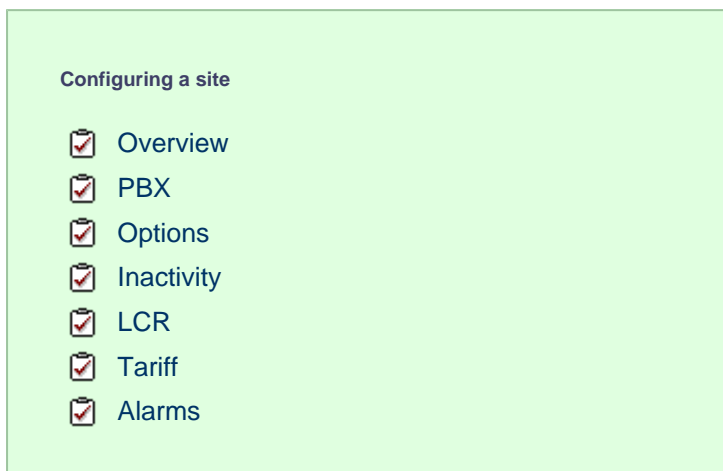 Configuring a site
Overview
PBX
Options
Inactivity
LCR
Tariff
Alarms